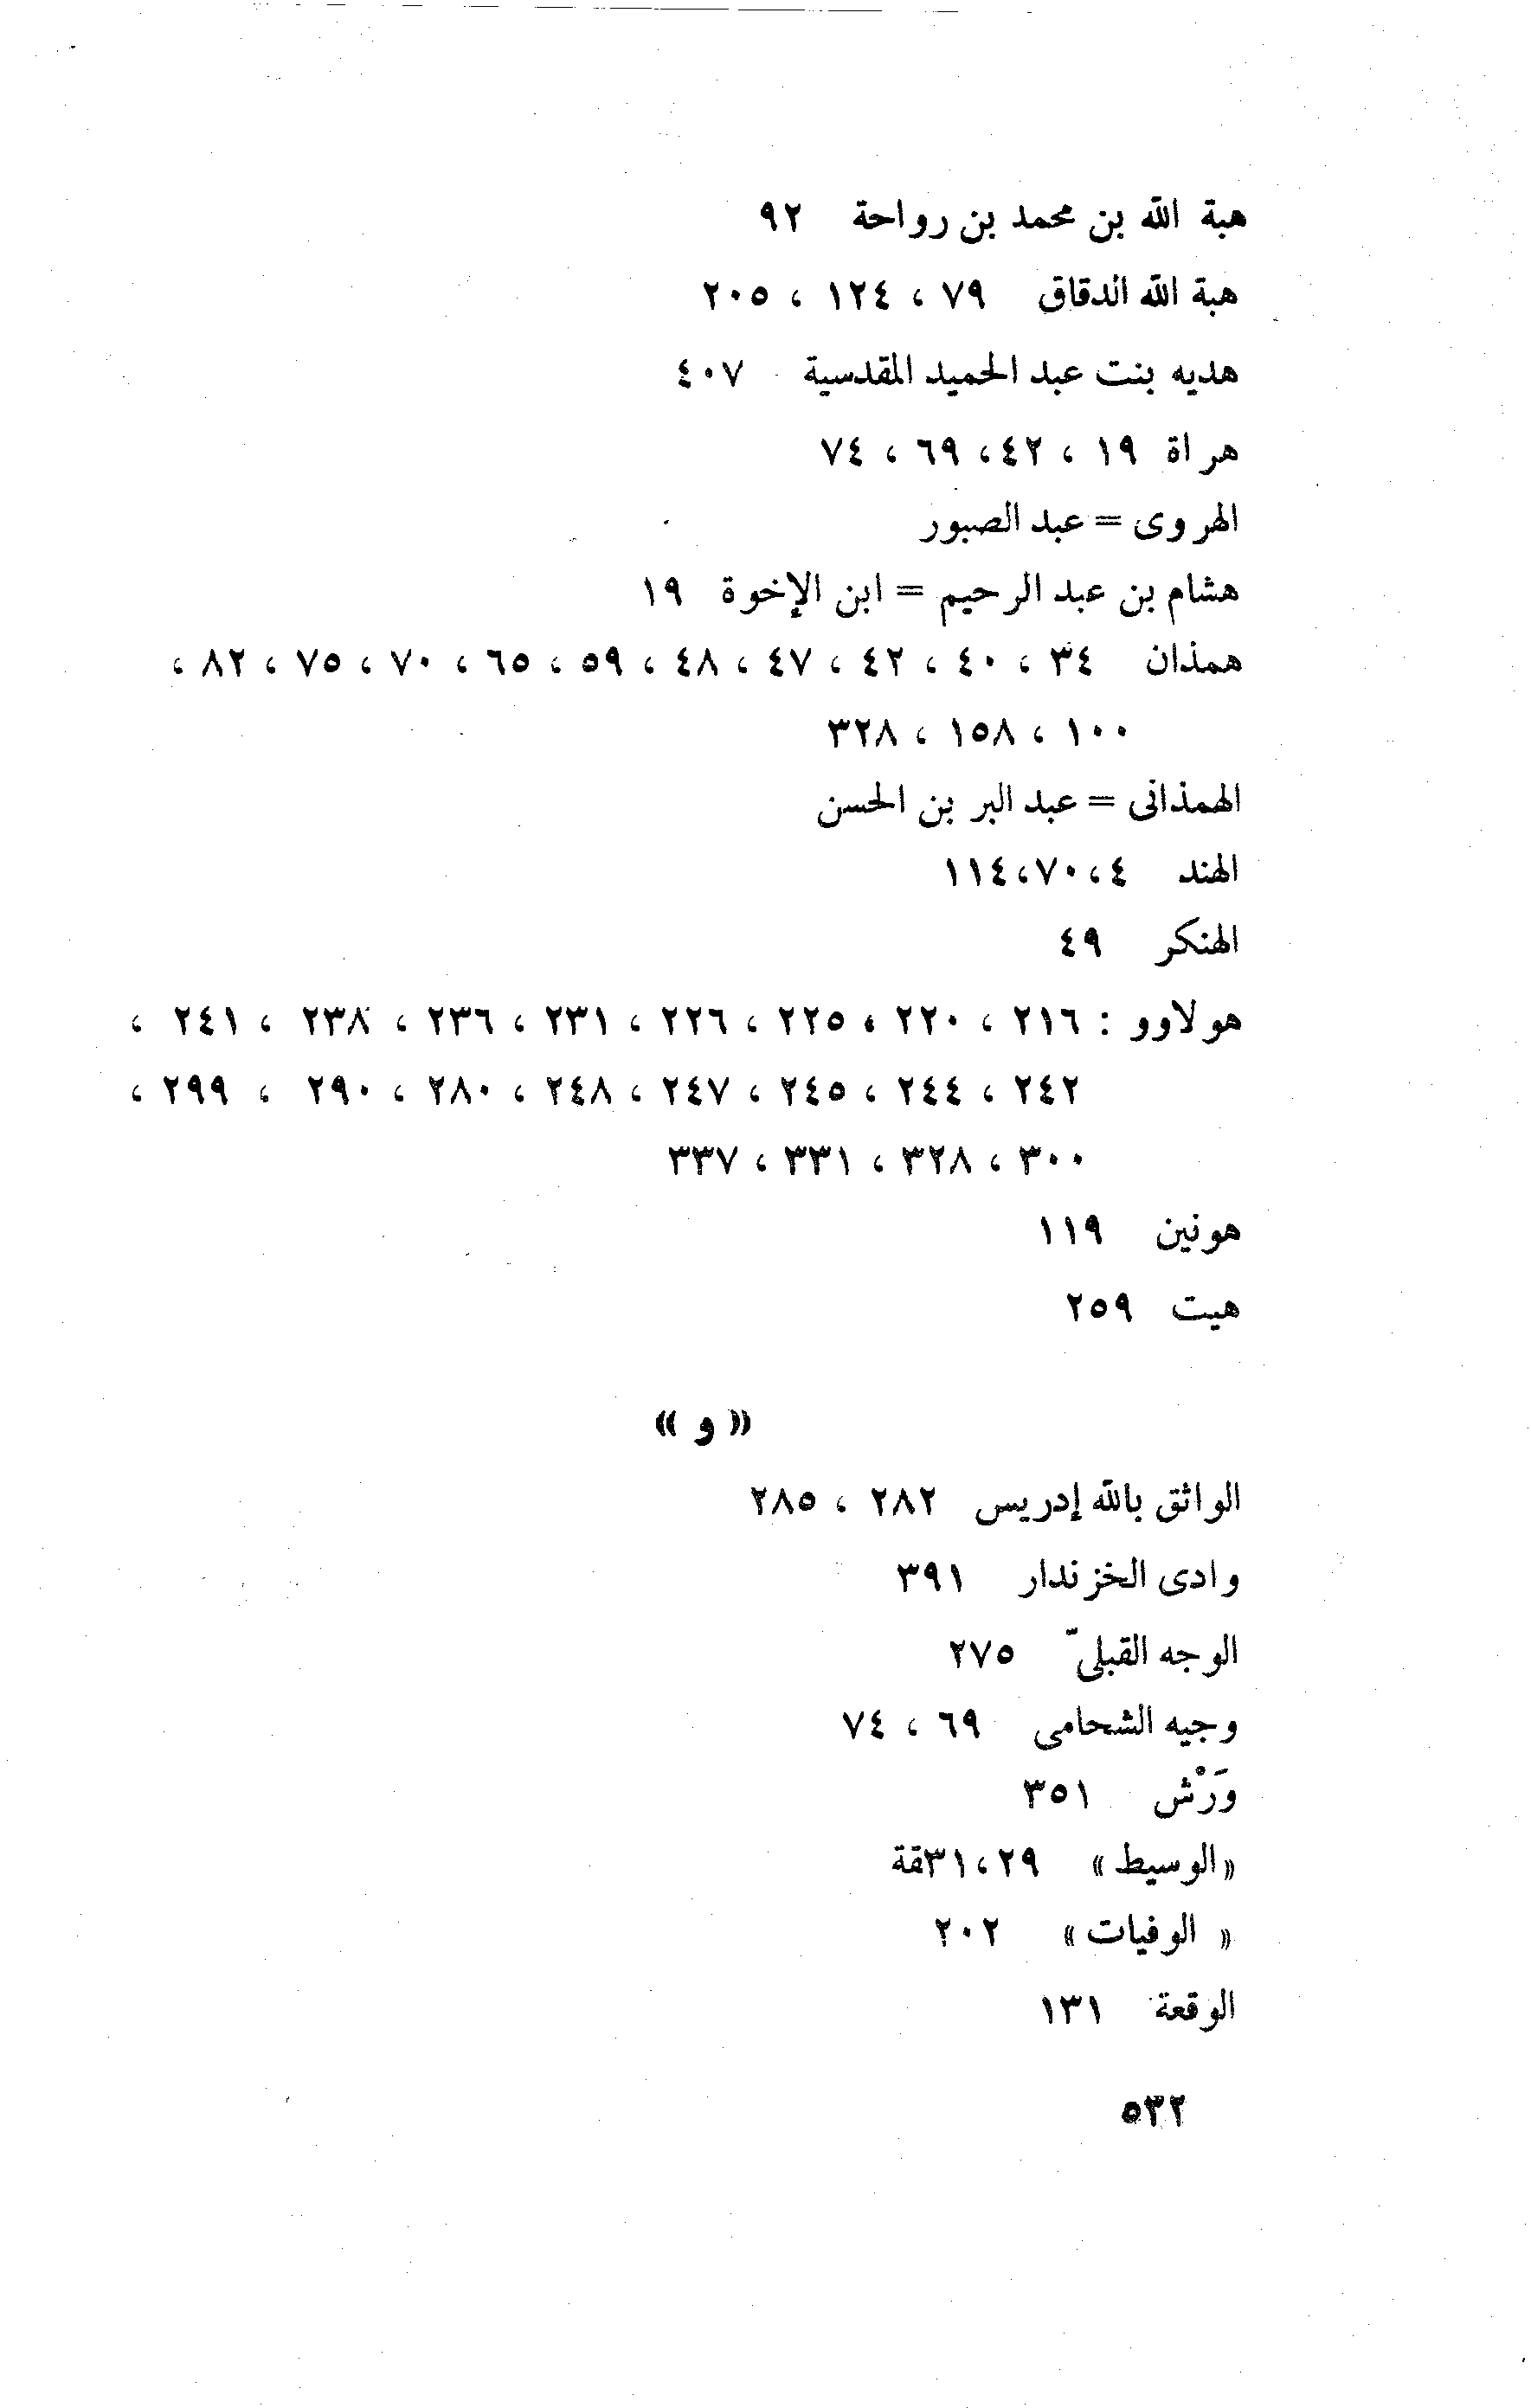 هبة الله بن محمد بن رواحة ٩٢
هبة الله الدقاق ٧٩ ، ١٢٤ ، ٢٠٥
هديه بنت عبد الحميد المقدسية ٤٠٧
هراة ١٩ ، ٤٢ ، ٦٩ ، ٧٤
الهروى = عبد الصبور
هشام بن عبد الرحيم = ابن الإخوة ١٩
همذان ٣٤ ، ٤٠ ، ٤٢ ، ٤٧ ، ٤٨ ، ٥٩ ، ٦٥ ، ٧٠ ، ٧٥ ، ٨٢ ،
١٠٠ ، ١٥٨ ، ٣٢٨
الهمذانى = عبد البر بن الحسن
الهند ٤ ، ٧٠ ، ١١٤
الهنكر ٤٩
هولاوو : ٢١٦ ، ٢٢٠ ، ٢٢٥ ، ٢٢٦ ، ٢٣١ ، ٢٣٦ ، ٢٣٨ ، ٢٤١ ،
٢٤٢ ، ٢٤٤ ، ٢٤٥ ، ٢٤٧ ، ٢٤٨ ، ٢٨٠ ، ٢٩٠ ، ٢٩٩ ،
٣٠٠ ، ٣٢٨ ، ٣٣١ ، ٣٣٧
هونين ١١٩
هيت ٢٥٩
« و »
الواثق بالله إدريس ٢٨٢ ، ٢٨٥
وادى الخزندار ٣٩١
الوجه القبلىّ ٢٧٥
وجيه الشحامى ٦٩ ، ٧٤
وَرْش ٣٥١
«الوسيط» ٢٩ ، ٣١قة
« الوفيات » ٢٠٢
الوقعة ١٣١
٥٣٢